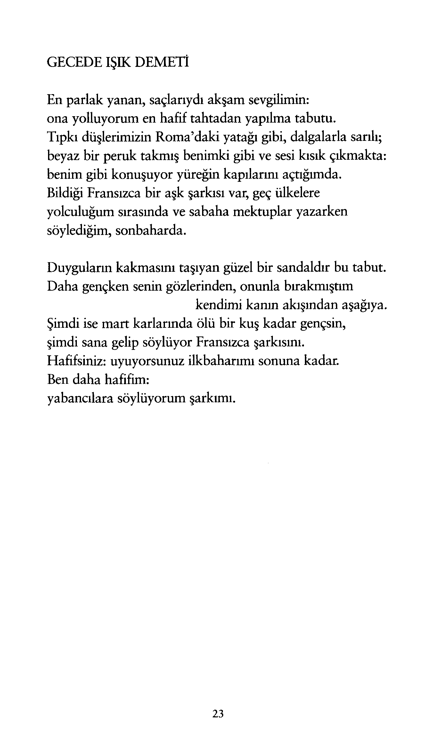 GECEDE IŞIK DEMETİ
En parlak yanan, saçlarıydı akşam sevgilimin:
ona yolluyorum en hafif tahtadan yapılma tabutu.
Tıpkı düşlerimizin Roma'daki yatağı gibi, dalgalarla sarılı;
beyaz bir peruk takmış benimki gibi ve sesi kısık çıkmakta:
benim gibi konuşuyor yüreğin kapılarını açtığımda.
Bildiği Fransızca bir aşk şarkısı var, geç ülkelere
yolculuğum sırasında ve sabaha mektuplar yazarken
söylediğim, sonbaharda.
Duyguların kakmasını taşıyan güzel bir sandaldır bu tabut.
Daha gençken senin gözlerinden, onunla bırakmıştım
kendimi kanın akışından aşağıya.
Şimdi ise mart karlarında ölü bir kuş kadar gençsin,
şimdi sana gelip söylüyor Fransızca şarkısını.
Hafifsiniz: uyuyorsunuz ilkbaharımı sonuna kadar.
Ben daha hafifim:
yabancılara söylüyorum şarkımı.
23